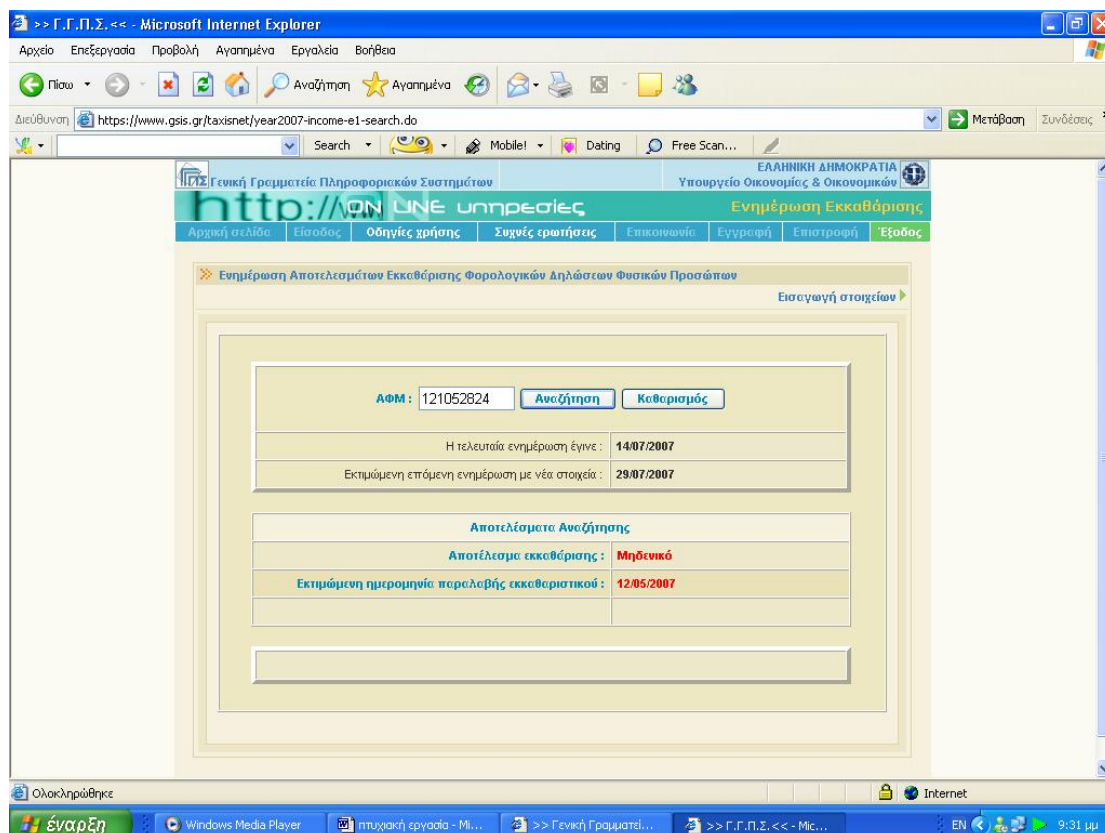 >> Γ.Γ.Π.Σ. << - Microsoft Internet Explorer
Αρχείο Επεξεργασία Προβολή Αγαπημένα Εργαλεία Βοήθεια
Πίσω Αναζήτηση Αγαπημένα
Διεύθυνση https://www.gsis.gr/taxisnet/year2007-income-e1-search.do Μετάβαση Συνδέσεις
Search Mobile! Dating Free Scan...
ΕΛΛΗΝΙΚΗ ΔΗΜΟΚΡΑΤΙΑ
Γενική Γραμματεία Πληροφοριακών Συστημάτων Υπουργείο Οικονομίας & Οικονομικών
http://www ON LINE υπηρεσίες Ενημέρωση Εκκαθάρισης
Αρχική σελίδα Είσοδος Οδηγίες χρήσης Συχνές ερωτήσεις Επικοινωνία Εγγραφή Επιστροφή Έξοδος
Ενημέρωση Αποτελεσμάτων Εκκαθάρισης Φορολογικών Δηλώσεων Φυσικών Προσώπων
Εισαγωγή στοιχείων
ΑΦΜ : 121052824 Αναζήτηση Καθαρισμός
Η τελευταία ενημέρωση έγινε : 14/07/2007
Εκτιμώμενη επόμενη ενημέρωση με νέα στοιχεία : 29/07/2007
Αποτελέσματα Αναζήτησης
Αποτέλεσμα εκκαθάρισης : Μηδενικό
Εκτιμώμενη ημερομηνία παραλαβής εκκαθαριστικού : 12/05/2007
Ολοκληρώθηκε Internet
έναρξη Windows Media Player πτυχιακή εργασία - Mi... >> Γενική Γραμματεί... >> Γ.Γ.Π.Σ. << - Mic... EN 9:31 μμ